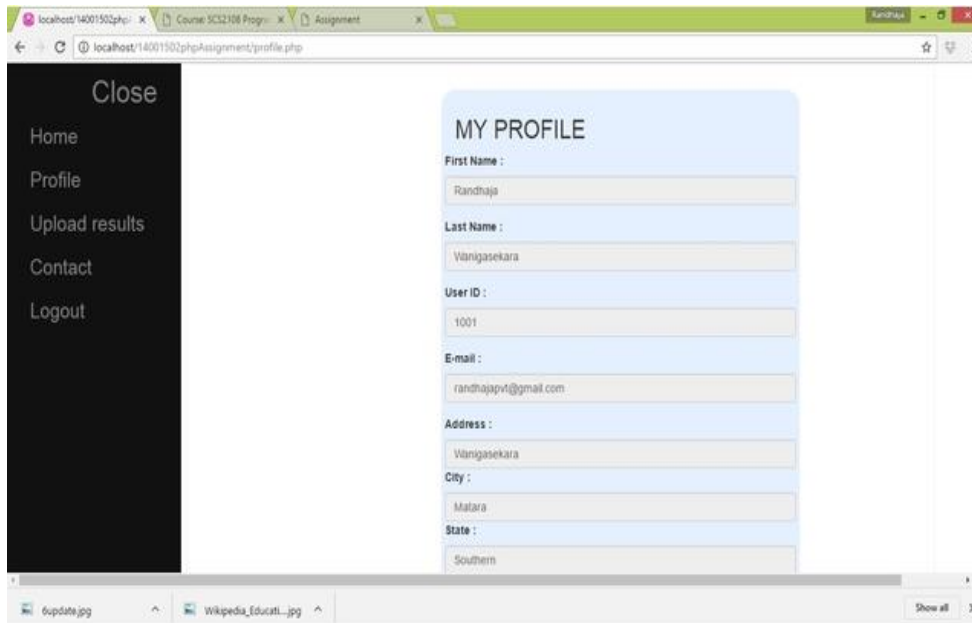 localhost/14001502php/
Course: SCS2108 Progr
Assignment
Randhaja
localhost/14001502phpAssignment/profile.php
Close
Home
Profile
Upload results
Contact
Logout
MY PROFILE
First Name :
Randhaja
Last Name :
Wanigasekara
User ID :
1001
E-mail :
randhajapvt@gmail.com
Address :
Wanigasekara
City :
Matara
State :
Southern
6update.jpg
Wikipedia_Educati....jpg
Show all